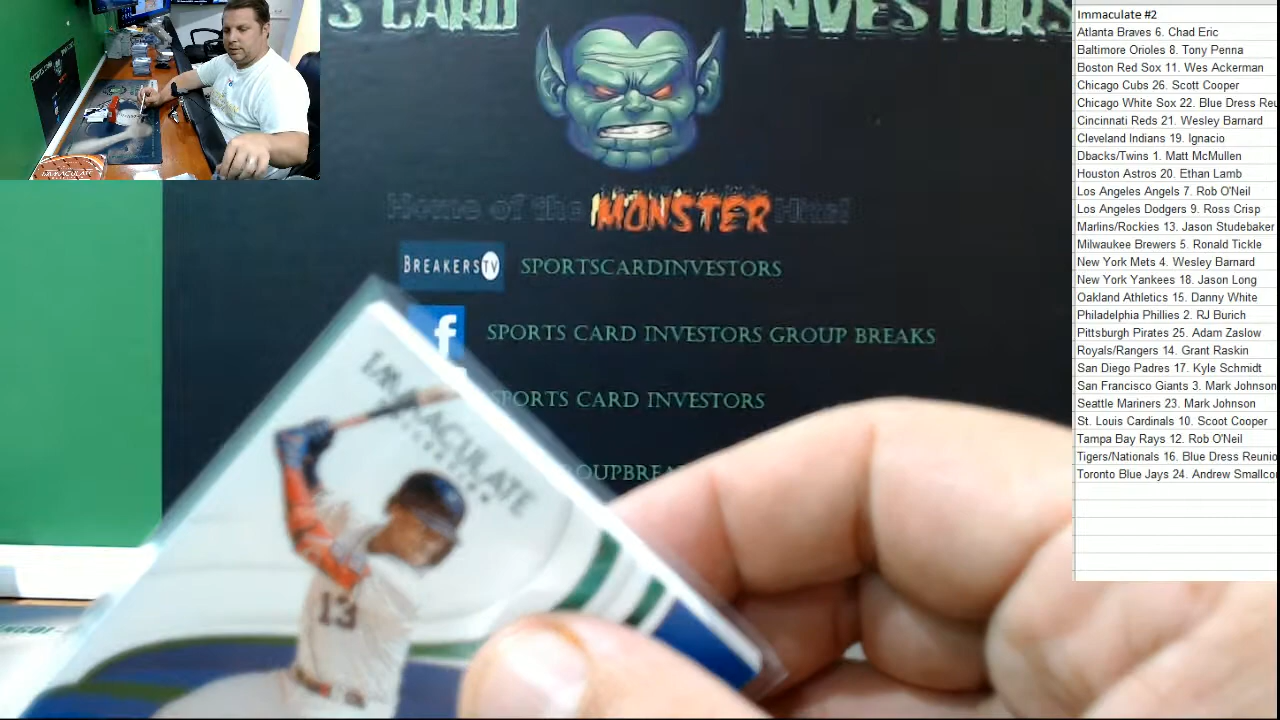 S CARD INVESTORS
Home of the MONSTER Hits!
BREAKERSTV SPORTSCARDINVESTORS
f SPORTS CARD INVESTORS GROUP BREAKS
SPORTS CARD INVESTORS
IMMACULATE
COLLECTION
13
IMMACULATE
Immaculate #2
Atlanta Braves 6. Chad Eric
Baltimore Orioles 8. Tony Penna
Boston Red Sox 11. Wes Ackerman
Chicago Cubs 26. Scott Cooper
Chicago White Sox 22. Blue Dress Reu
Cincinnati Reds 21. Wesley Barnard
Cleveland Indians 19. Ignacio
Dbacks/Twins 1. Matt McMullen
Houston Astros 20. Ethan Lamb
Los Angeles Angels 7. Rob O'Neil
Los Angeles Dodgers 9. Ross Crisp
Marlins/Rockies 13. Jason Studebaker
Milwaukee Brewers 5. Ronald Tickle
New York Mets 4. Wesley Barnard
New York Yankees 18. Jason Long
Oakland Athletics 15. Danny White
Philadelphia Phillies 2. RJ Burich
Pittsburgh Pirates 25. Adam Zaslow
Royals/Rangers 14. Grant Raskin
San Diego Padres 17. Kyle Schmidt
San Francisco Giants 3. Mark Johnson
Seattle Mariners 23. Mark Johnson
St. Louis Cardinals 10. Scoot Cooper
Tampa Bay Rays 12. Rob O'Neil
Tigers/Nationals 16. Blue Dress Reunio
Toronto Blue Jays 24. Andrew Smallco